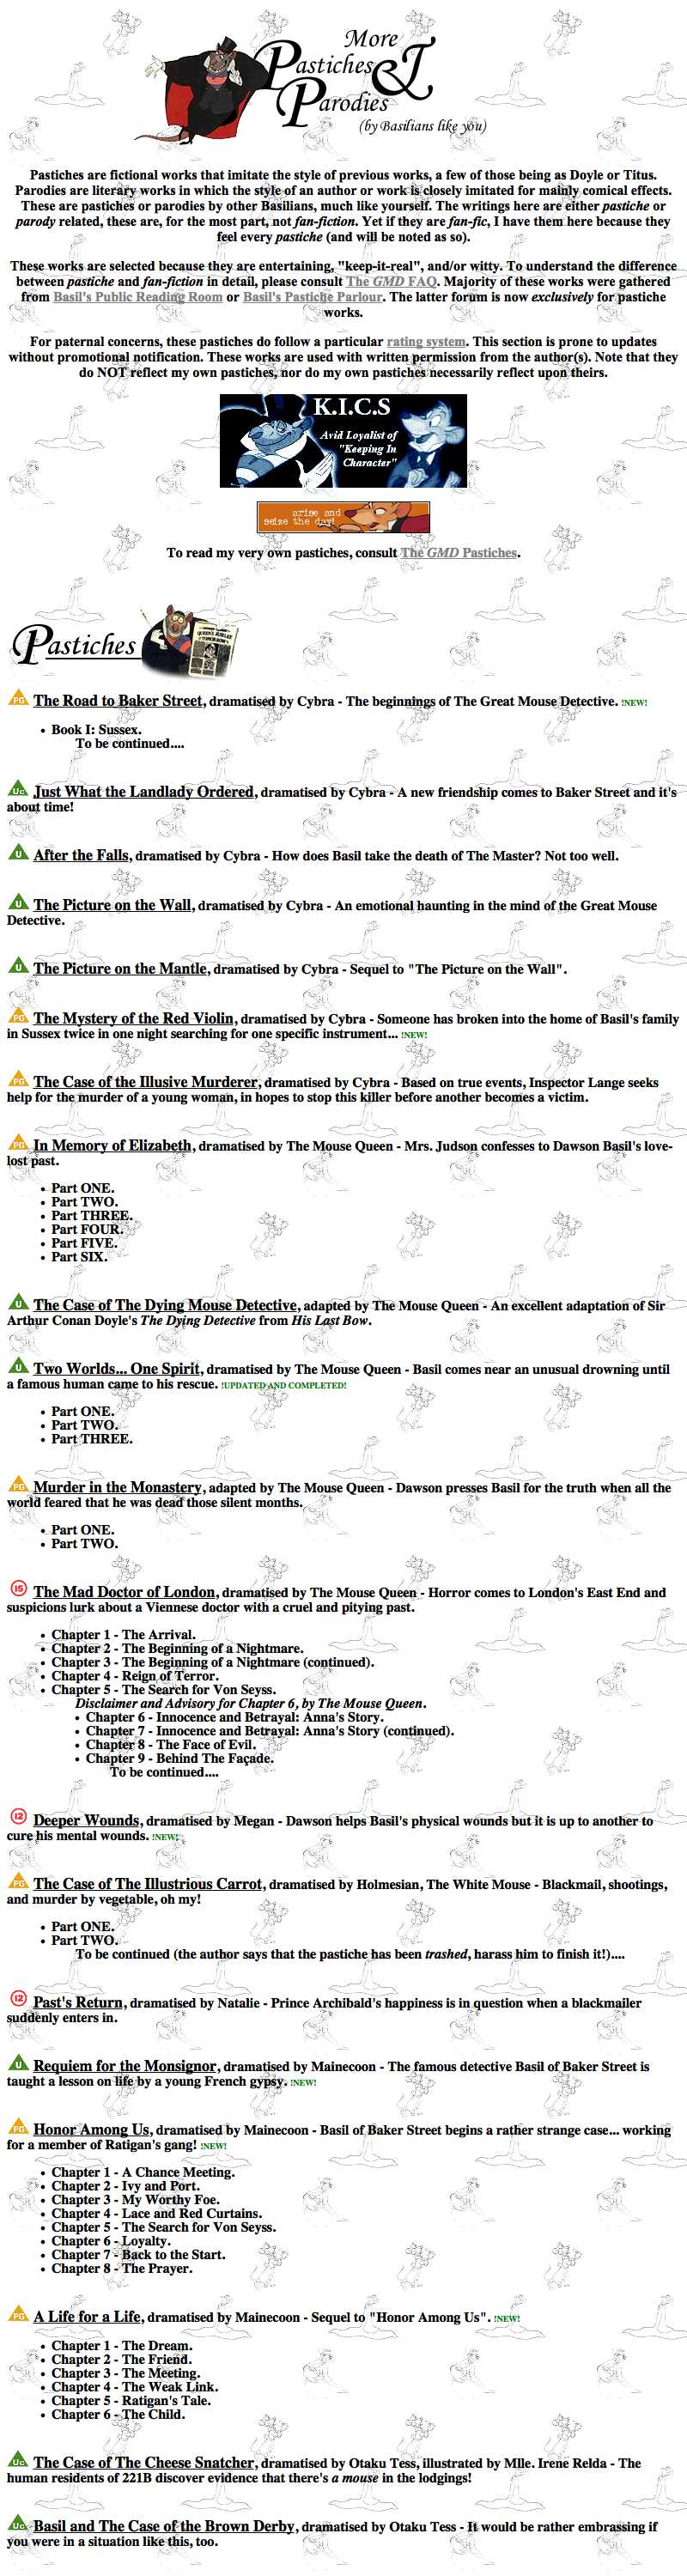 More
Pastiches &
Parodies
(by Basilians like you)
Pastiches are fictional works that imitate the style of previous works, a few of those being as Doyle or Titus.
Parodies are literary works in which the style of an author or work is closely imitated for mainly comical effects.
These are pastiches or parodies by other Basilians, much like yourself. The writings here are either pastiche or
parody related, these are, for the most part, not fan-fiction. Yet if they are fan-fic, I have them here because they
feel every pastiche (and will be noted as so).
These works are selected because they are entertaining, "keep-it-real", and/or witty. To understand the difference
between pastiche and fan-fiction in detail, please consult The GMD FAQ. Majority of these works were gathered
from Basil's Public Reading Room or Basil's Pastiche Parlour. The latter forum is now exclusively for pastiche
works.
For paternal concerns, these pastiches do follow a particular rating system. This section is prone to updates
without promotional notification. These works are used with written permission from the author(s). Note that they
do NOT reflect my own pastiches, nor do my own pastiches necessarily reflect upon theirs.
K.I.C.S
Avid Loyalist of
"Keeping In
Character"
arise and
seize the day!
To read my very own pastiches, consult The GMD Pastiches.
Pastiches
QUEEN'S JUBILEE
TOMORROW
PG The Road to Baker Street, dramatised by Cybra - The beginnings of The Great Mouse Detective. !NEW!
• Book I: Sussex.
To be continued....
Uc Just What the Landlady Ordered, dramatised by Cybra - A new friendship comes to Baker Street and it's
about time!
U After the Falls, dramatised by Cybra - How does Basil take the death of The Master? Not too well.
U The Picture on the Wall, dramatised by Cybra - An emotional haunting in the mind of the Great Mouse
Detective.
U The Picture on the Mantle, dramatised by Cybra - Sequel to "The Picture on the Wall".
PG The Mystery of the Red Violin, dramatised by Cybra - Someone has broken into the home of Basil's family
in Sussex twice in one night searching for one specific instrument... !NEW!
PG The Case of the Illusive Murderer, dramatised by Cybra - Based on true events, Inspector Lange seeks
help for the murder of a young woman, in hopes to stop this killer before another becomes a victim.
PG In Memory of Elizabeth, dramatised by The Mouse Queen - Mrs. Judson confesses to Dawson Basil's love-
lost past.
• Part ONE.
• Part TWO.
• Part THREE.
• Part FOUR.
• Part FIVE.
• Part SIX.
U The Case of The Dying Mouse Detective, adapted by The Mouse Queen - An excellent adaptation of Sir
Arthur Conan Doyle's The Dying Detective from His Last Bow.
U Two Worlds... One Spirit, dramatised by The Mouse Queen - Basil comes near an unusual drowning until
a famous human came to his rescue. !UPDATED AND COMPLETED!
• Part ONE.
• Part TWO.
• Part THREE.
PG Murder in the Monastery, adapted by The Mouse Queen - Dawson presses Basil for the truth when all the
world feared that he was dead those silent months.
• Part ONE.
• Part TWO.
15 The Mad Doctor of London, dramatised by The Mouse Queen - Horror comes to London's East End and
suspicions lurk about a Viennese doctor with a cruel and pitying past.
• Chapter 1 - The Arrival.
• Chapter 2 - The Beginning of a Nightmare.
• Chapter 3 - The Beginning of a Nightmare (continued).
• Chapter 4 - Reign of Terror.
• Chapter 5 - The Search for Von Seyss.
Disclaimer and Advisory for Chapter 6, by The Mouse Queen.
• Chapter 6 - Innocence and Betrayal: Anna's Story.
• Chapter 7 - Innocence and Betrayal: Anna's Story (continued).
• Chapter 8 - The Face of Evil.
• Chapter 9 - Behind The Façade.
To be continued....
12 Deeper Wounds, dramatised by Megan - Dawson helps Basil's physical wounds but it is up to another to
cure his mental wounds. !NEW!
PG The Case of The Illustrious Carrot, dramatised by Holmesian, The White Mouse - Blackmail, shootings,
and murder by vegetable, oh my!
• Part ONE.
• Part TWO.
To be continued (the author says that the pastiche has been trashed, harass him to finish it!)....
12 Past's Return, dramatised by Natalie - Prince Archibald's happiness is in question when a blackmailer
suddenly enters in.
U Requiem for the Monsignor, dramatised by Mainecoon - The famous detective Basil of Baker Street is
taught a lesson on life by a young French gypsy. !NEW!
PG Honor Among Us, dramatised by Mainecoon - Basil of Baker Street begins a rather strange case... working
for a member of Ratigan's gang! !NEW!
• Chapter 1 - A Chance Meeting.
• Chapter 2 - Ivy and Port.
• Chapter 3 - My Worthy Foe.
• Chapter 4 - Lace and Red Curtains.
• Chapter 5 - The Search for Von Seyss.
• Chapter 6 - Loyalty.
• Chapter 7 - Back to the Start.
• Chapter 8 - The Prayer.
PG A Life for a Life, dramatised by Mainecoon - Sequel to "Honor Among Us". !NEW!
• Chapter 1 - The Dream.
• Chapter 2 - The Friend.
• Chapter 3 - The Meeting.
• Chapter 4 - The Weak Link.
• Chapter 5 - Ratigan's Tale.
• Chapter 6 - The Child.
Uc The Case of The Cheese Snatcher, dramatised by Otaku Tess, illustrated by Mlle. Irene Relda - The
human residents of 221B discover evidence that there's a mouse in the lodgings!
Uc Basil and The Case of the Brown Derby, dramatised by Otaku Tess - It would be rather embrassing if
you were in a situation like this, too.